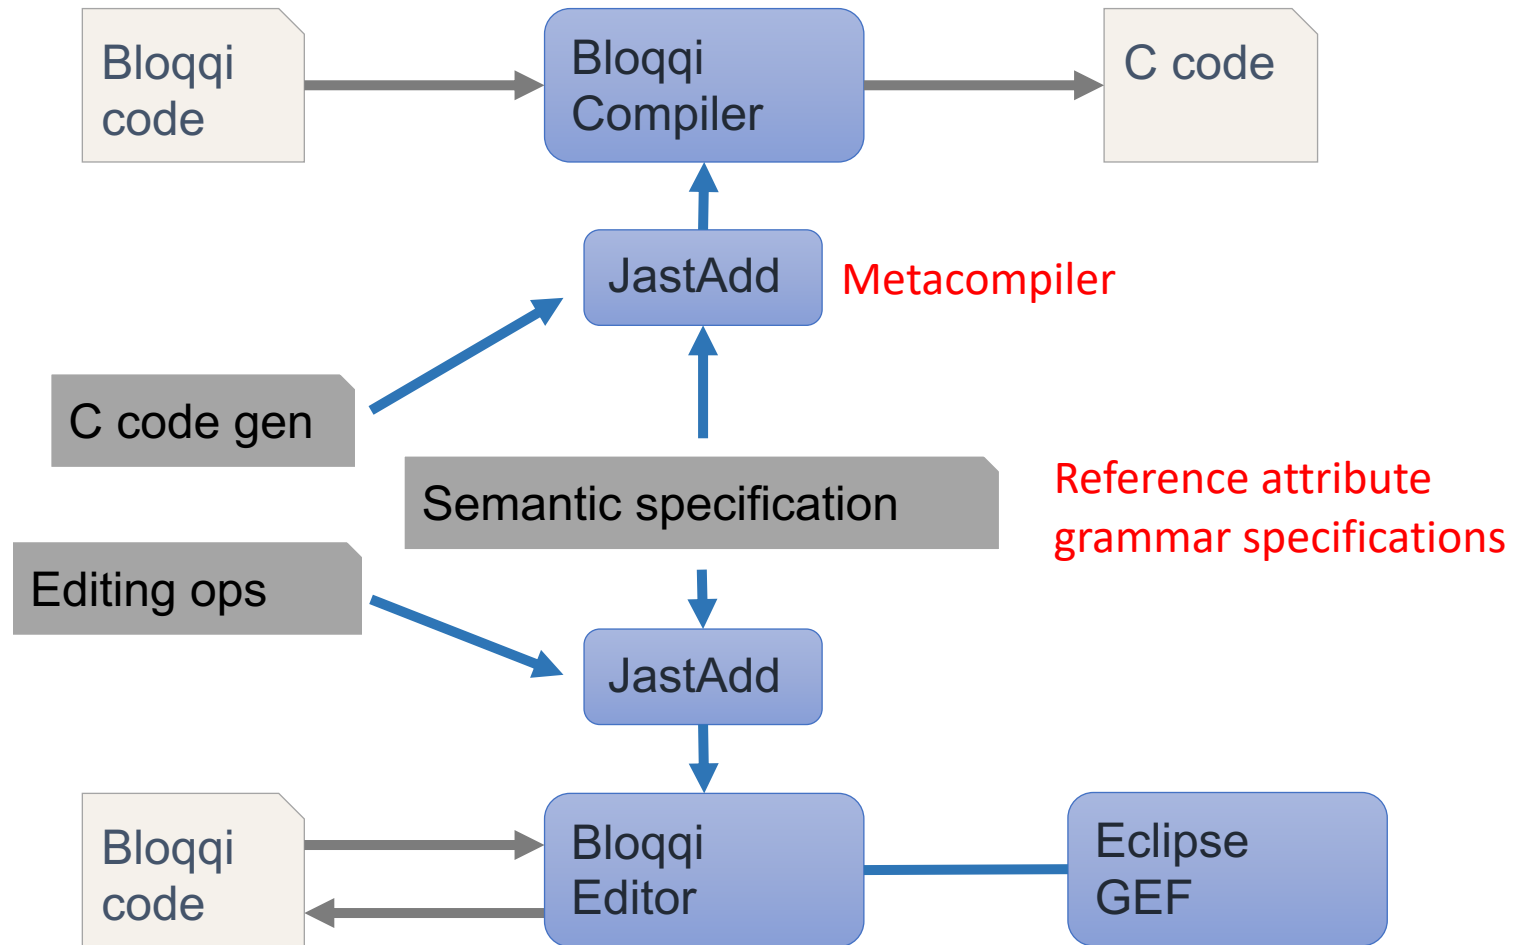 Bloqqi
code
Bloqqi
Compiler
C code
JastAdd
Metacompiler
C code gen
Semantic specification
Reference attribute
grammar specifications
Editing ops
JastAdd
Bloqqi
code
Bloqqi
Editor
Eclipse
GEF